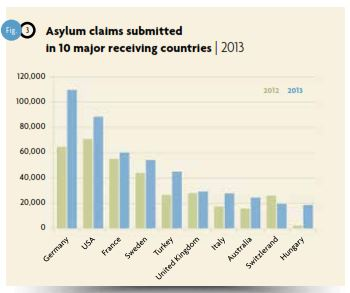 Fig. 3
Asylum claims submitted
in 10 major receiving countries | 2013
120,000
100,000
80,000
60,000
40,000
20,000
0
2012 2013
Germany
USA
France
Sweden
Turkey
United Kingdom
Italy
Australia
Switzerland
Hungary